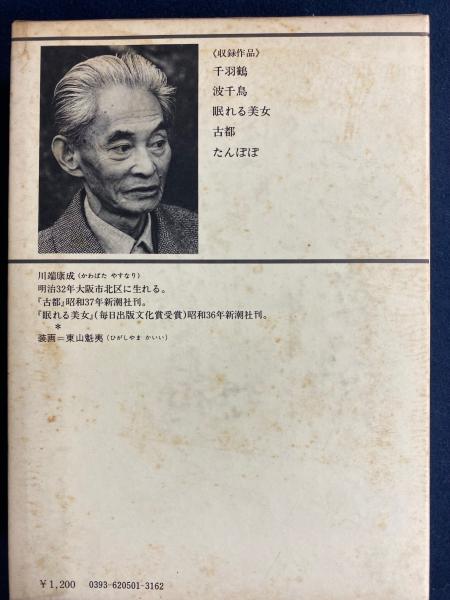 〈収録作品〉
千羽鶴
波千鳥
眠れる美女
古都
たんぽぽ
川端康成(かわばた やすなり)
明治32年大阪市北区に生れる。
『古都』昭和37年新潮社刊。
『眠れる美女』(毎日出版文化賞受賞)昭和36年新潮社刊。
*
装画=東山魁夷(ひがしやま かいい)
¥1,200 0393-620501-3162